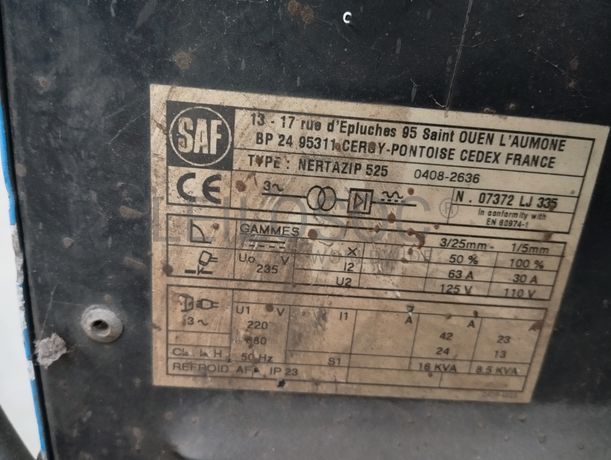 SAF
13 - 17 rue d'Epluches 95 Saint OUEN L'AUMONE
BP 24 95311 CERGY-PONTOISE CEDEX FRANCE
TYPE : NERTAZIP 525 0408-2636
CE 3~ N . 07372 LJ 335
In conformity with
EN 60974-1
GAMMES 3/25mm- 1/5mm
X 50 % 100 %
Uo V I2 63 A 30 A
235 U2 125 V 110 V
U1 V I1 A A
3~ 220 42 23
24 13
50 Hz S1 16 KVA 8.5 KVA
REFROID IP 23